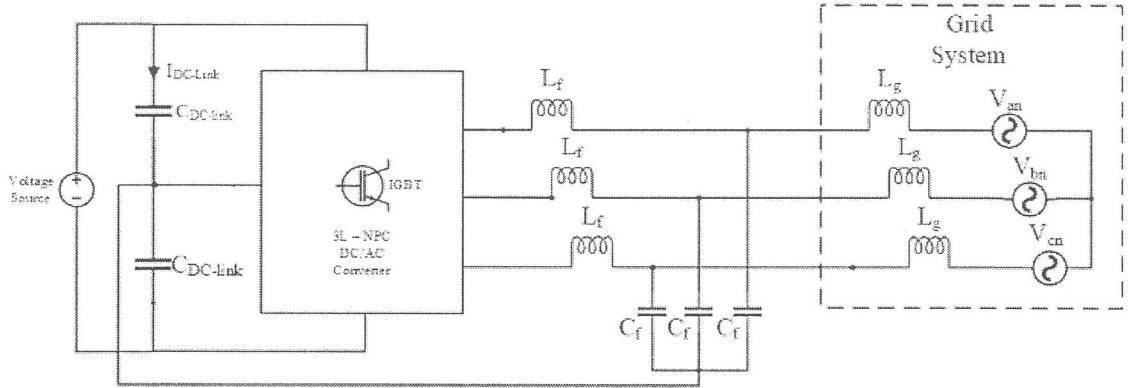 Grid
System
I_DC-Link
C_DC-link
L_f
L_g
V_an
Voltage
Source
+
−
IGBT
L_f
L_g
V_bn
3L – NPC
DC/AC
Converter
L_f
L_g
V_cn
C_DC-link
C_f
C_f
C_f